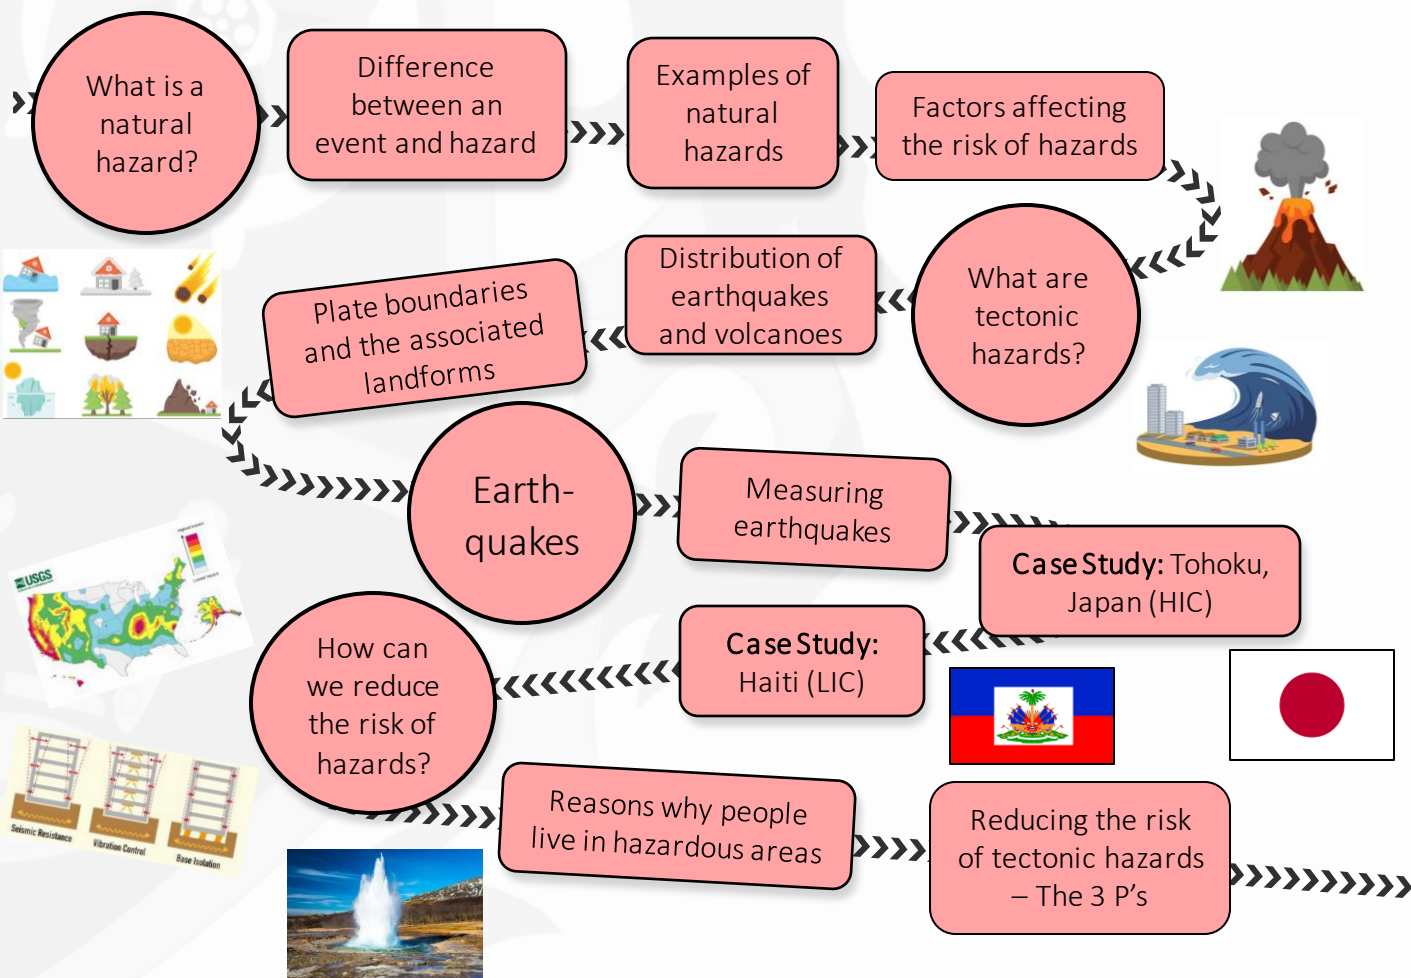 What is a
natural
hazard?
Difference
between an
event and hazard
Examples of
natural
hazards
Factors affecting
the risk of hazards
What are
tectonic
hazards?
Distribution of
earthquakes
and volcanoes
Plate boundaries
and the associated
landforms
Earth-
quakes
Measuring
earthquakes
Case Study: Tohoku,
Japan (HIC)
Case Study:
Haiti (LIC)
How can
we reduce
the risk of
hazards?
Reasons why people
live in hazardous areas
Reducing the risk
of tectonic hazards
– The 3 P's
USGS
Highest hazard
Lowest hazard
Seismic Resistance
Vibration Control
Base Isolation